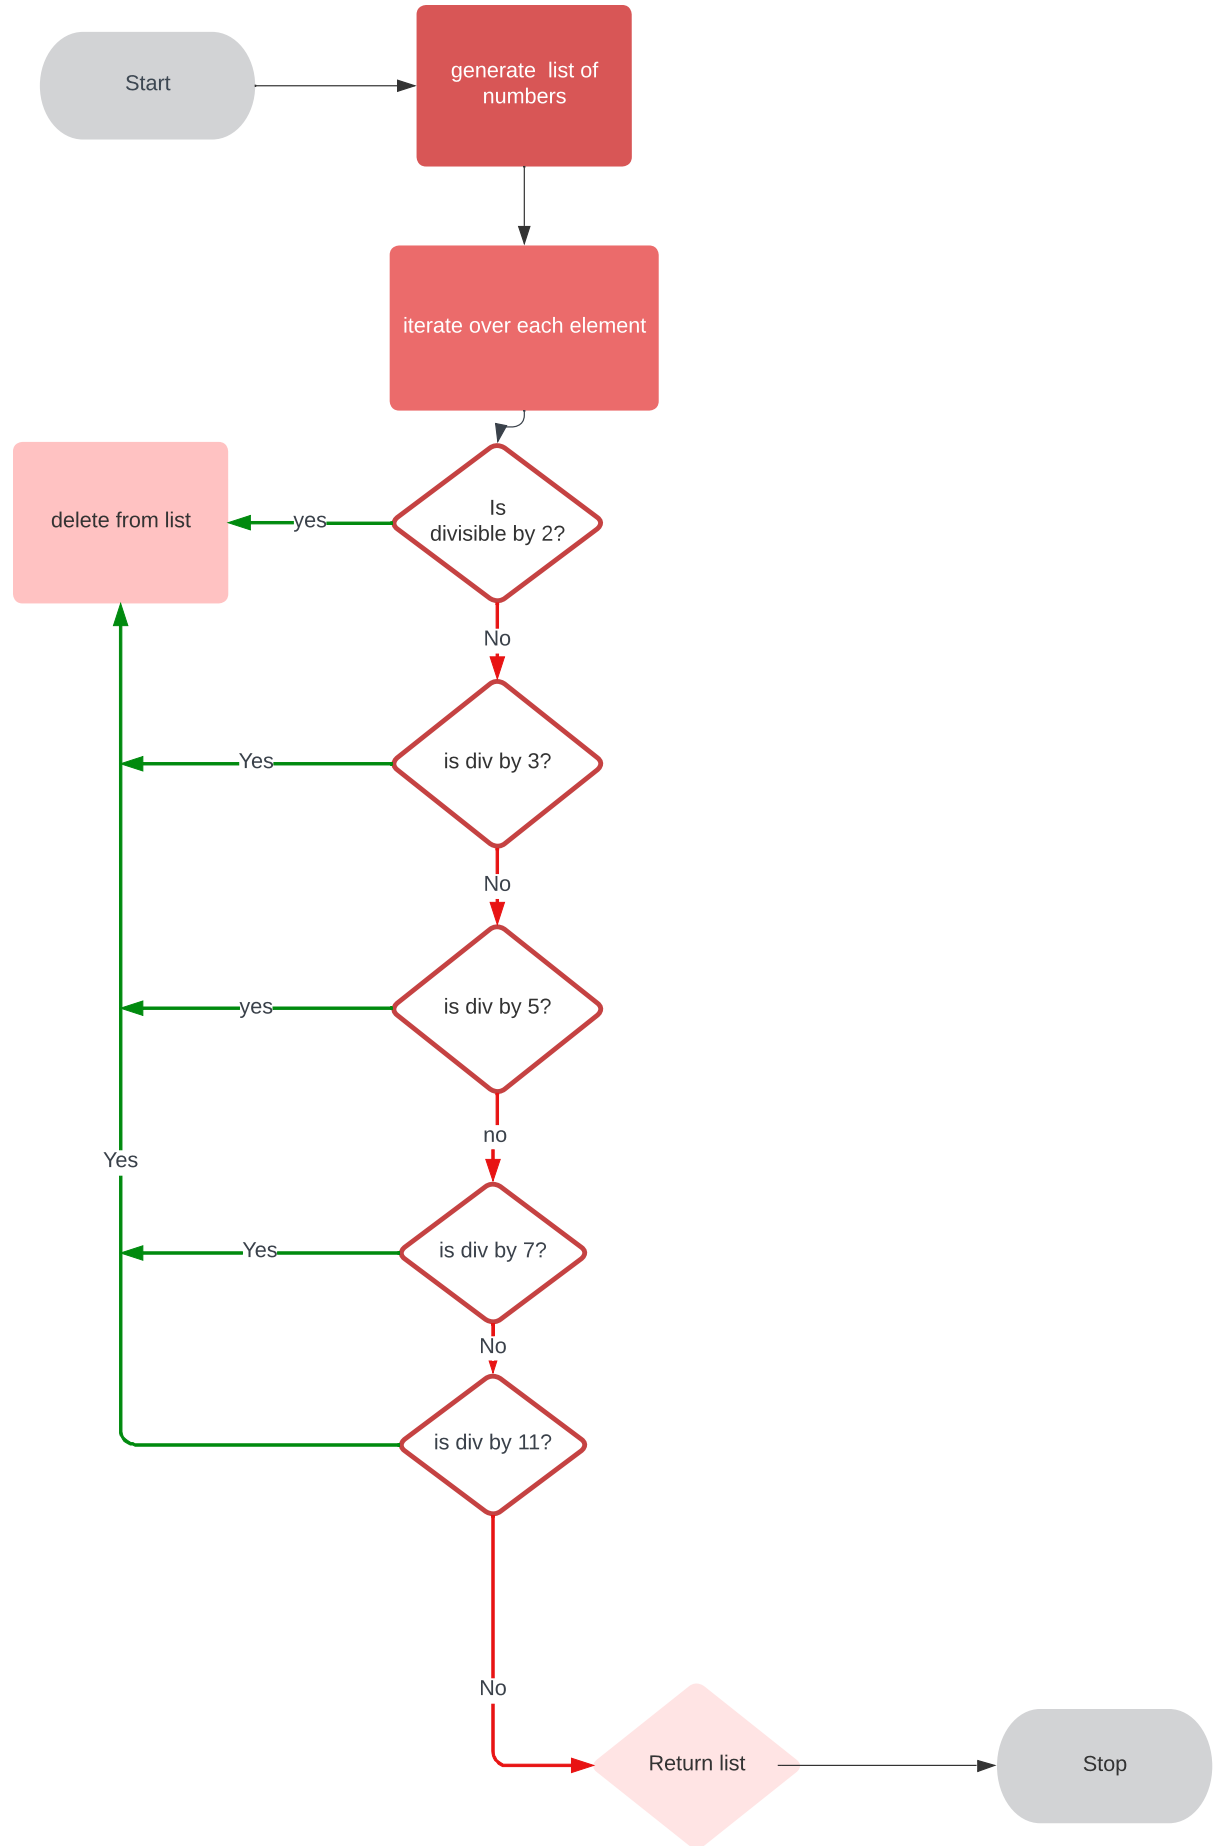 Start
generate  list of
numbers
iterate over each element
delete from list
yes
Is
divisible by 2?
No
Yes
is div by 3?
No
yes
is div by 5?
no
Yes
Yes
is div by 7?
No
is div by 11?
No
Return list
Stop